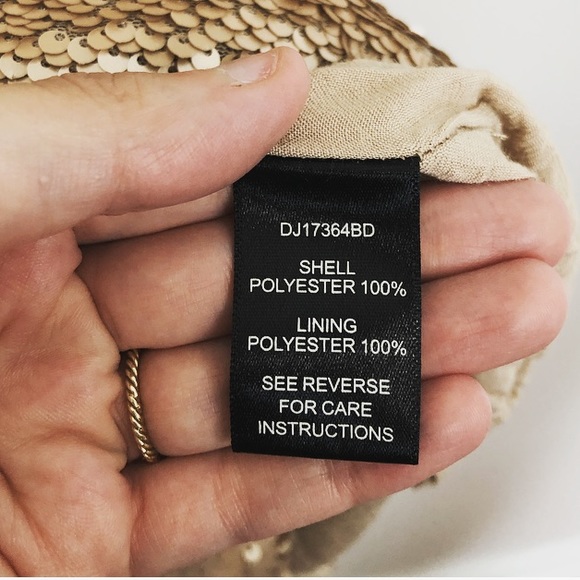 DJ17364BD
SHELL
POLYESTER 100%
LINING
POLYESTER 100%
SEE REVERSE
FOR CARE
INSTRUCTIONS